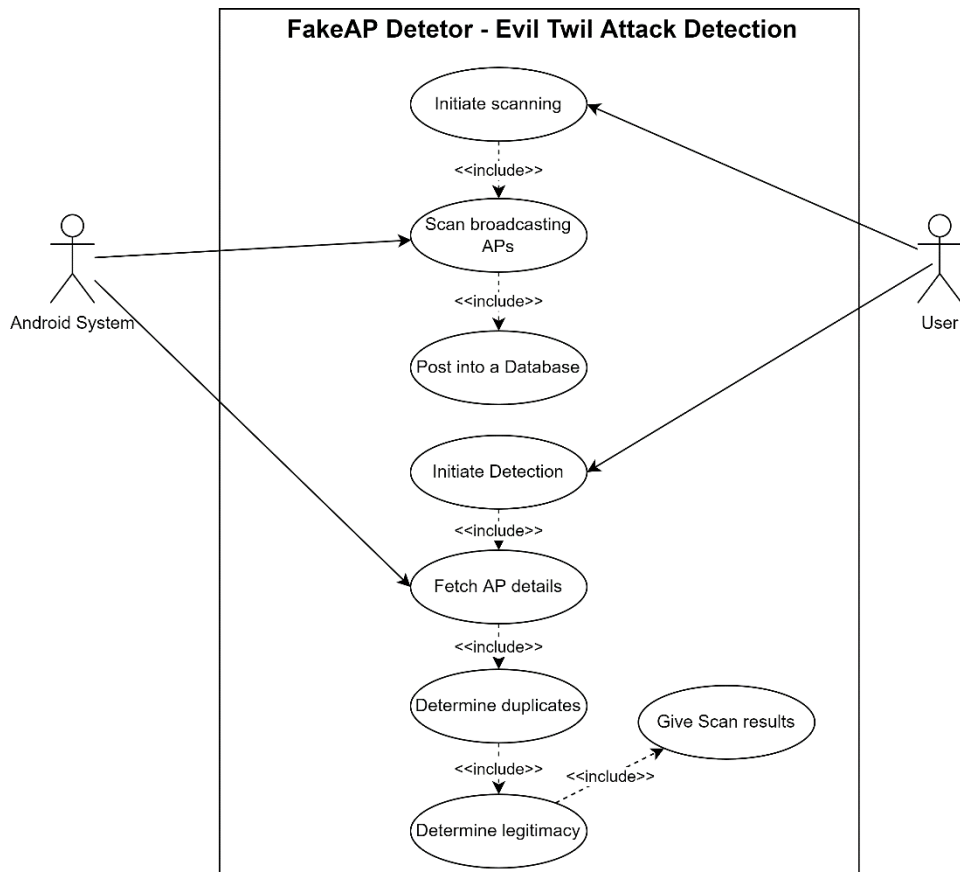 FakeAP Detetor - Evil Twil Attack Detection
Initiate scanning
<<include>>
Scan broadcasting
APs
<<include>>
Android System
User
Post into a Database
Initiate Detection
<<include>>
Fetch AP details
<<include>>
Determine duplicates
Give Scan results
<<include>>
<<include>>
Determine legitimacy